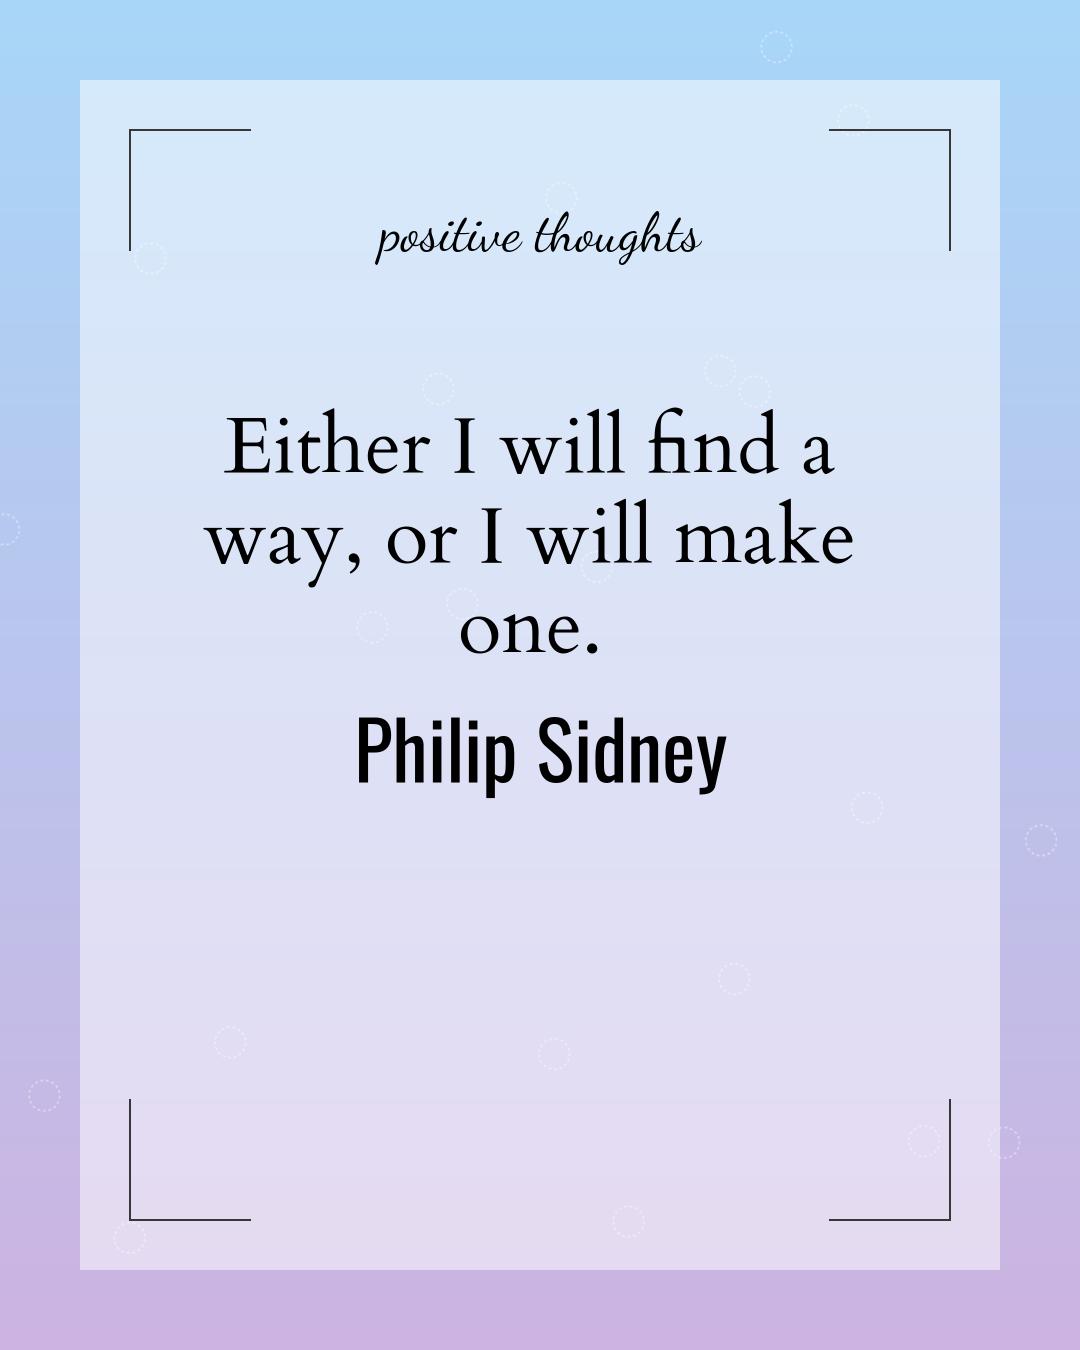 positive thoughts
Either I will find a
way, or I will make
one.
Philip Sidney